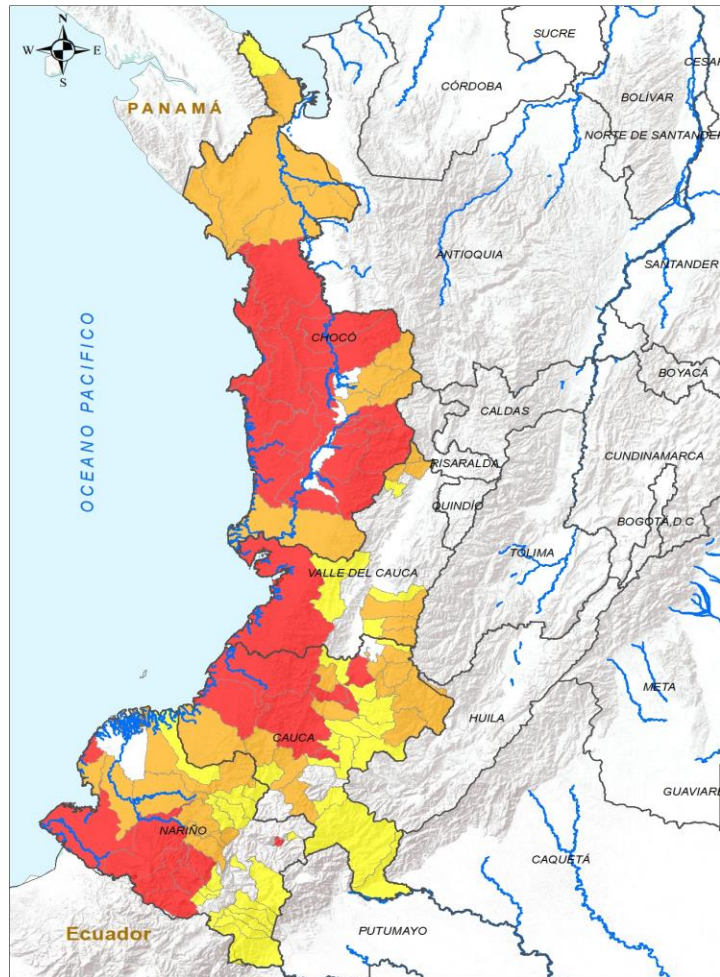 N
W E
S
PANAMÁ
SUCRE
CÓRDOBA
CESAR
BOLÍVAR
NORTE DE SANTANDER
ANTIOQUIA
SANTANDER
OCEANO PACIFICO
CHOCÓ
BOYACÁ
CALDAS
CUNDINAMARCA
RISARALDA
QUINDÍO
BOGOTÁ,D.C
TOLIMA
VALLE DEL CAUCA
META
HUILA
CAUCA
GUAVIARE
NARIÑO
CAQUETÁ
Ecuador
PUTUMAYO